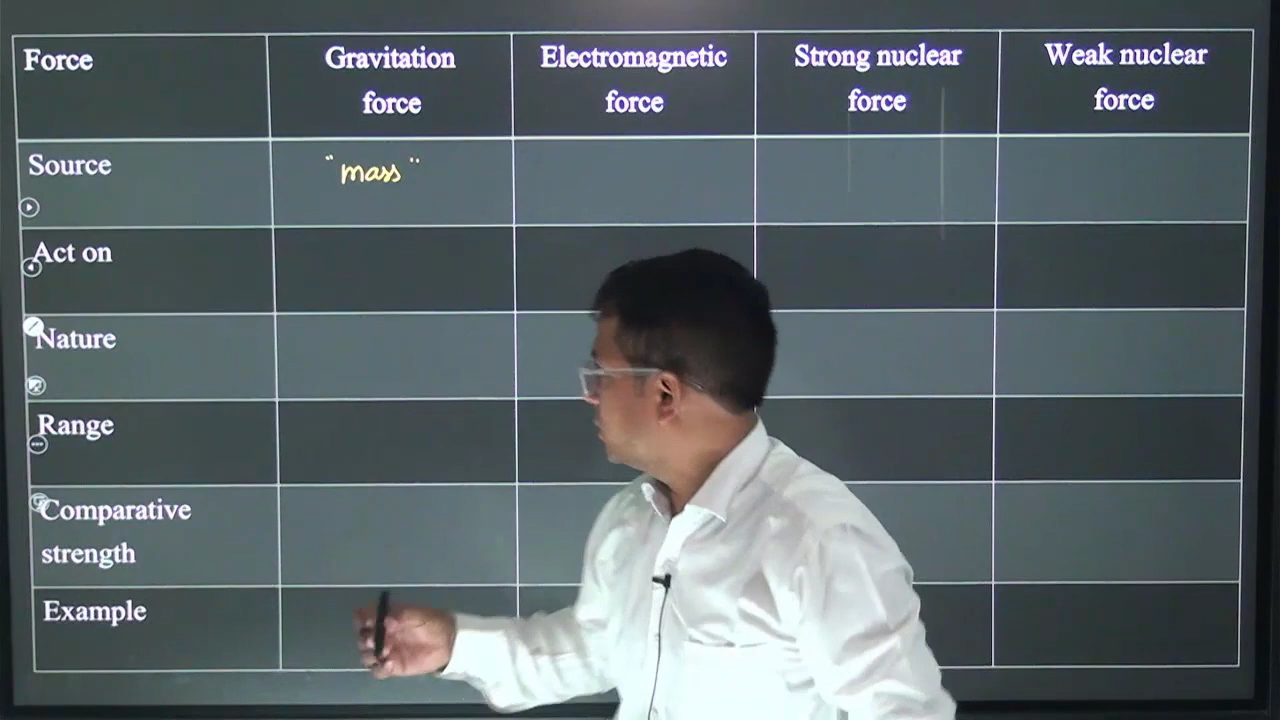 Force
Gravitation
force
Electromagnetic
force
Strong nuclear
force
Weak nuclear
force
Source
"mass"
Act on
Nature
Range
Comparative
strength
Example